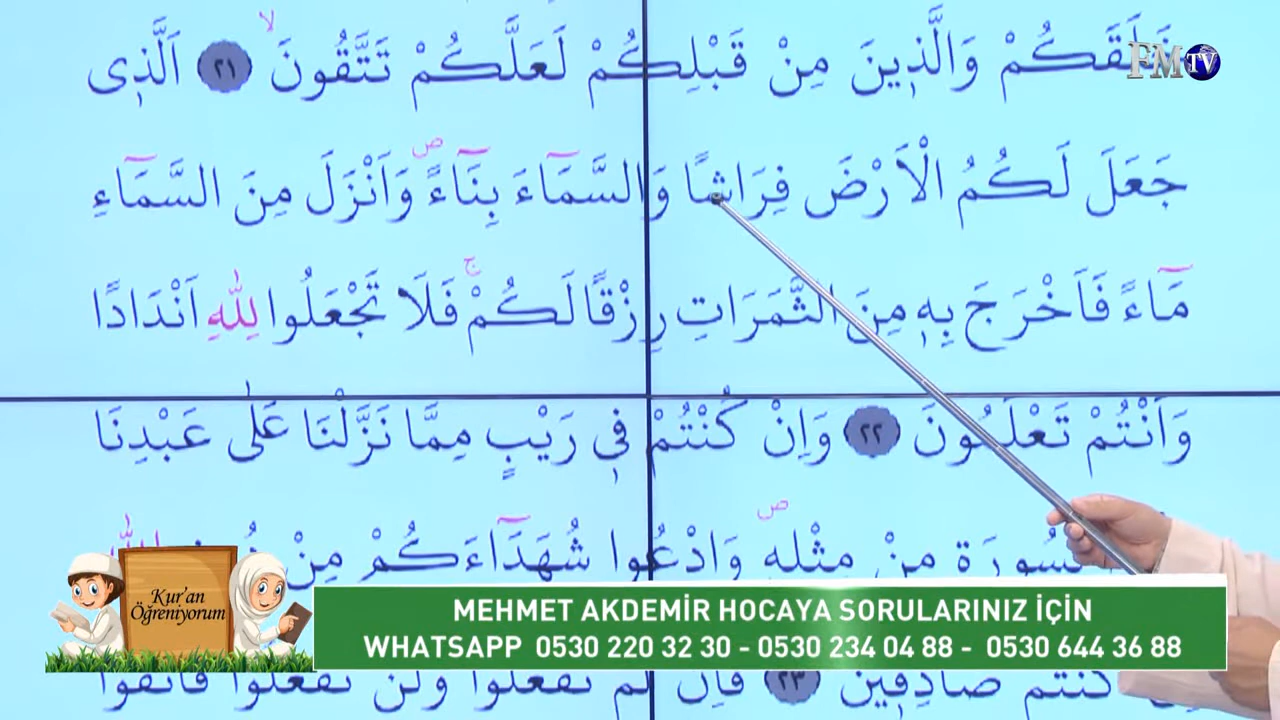 خَلَقَكُمْ وَالَّذ۪ينَ مِنْ قَبْلِكُمْ لَعَلَّكُمْ تَتَّقُونَۙ ٢١ اَلَّذ۪ى
FM TV
جَعَلَ لَكُمُ الْاَرْضَ فِرَاشًا وَالسَّمَٓاءَ بِنَٓاءًۖ وَاَنْزَلَ مِنَ السَّمَٓاءِ
مَٓاءً فَاَخْرَجَ بِه۪ مِنَ الثَّمَرَاتِ رِزْقًا لَكُمْۚ فَلَا تَجْعَلُوا لِلّٰهِ اَنْدَادًا
وَاَنْتُمْ تَعْلَمُونَ ٢٢ وَاِنْ كُنْتُمْ ف۪ى رَيْبٍ مِمَّا نَزَّلْنَا عَلٰى عَبْدِنَا
مِنْ مِثْلِه۪ۖ وَادْعُوا شُهَدَٓاءَكُمْ مِنْ
Kur'an
Öğreniyorum
MEHMET AKDEMİR HOCAYA SORULARINIZ İÇİN
WHATSAPP 0530 220 32 30 - 0530 234 04 88 - 0530 644 36 88
كُنْتُمْ صَادِق۪ينَ ٢٣ فَاِنْ لَمْ تَفْعَلُوا وَلَنْ تَفْعَلُوا فَاتَّقُوا